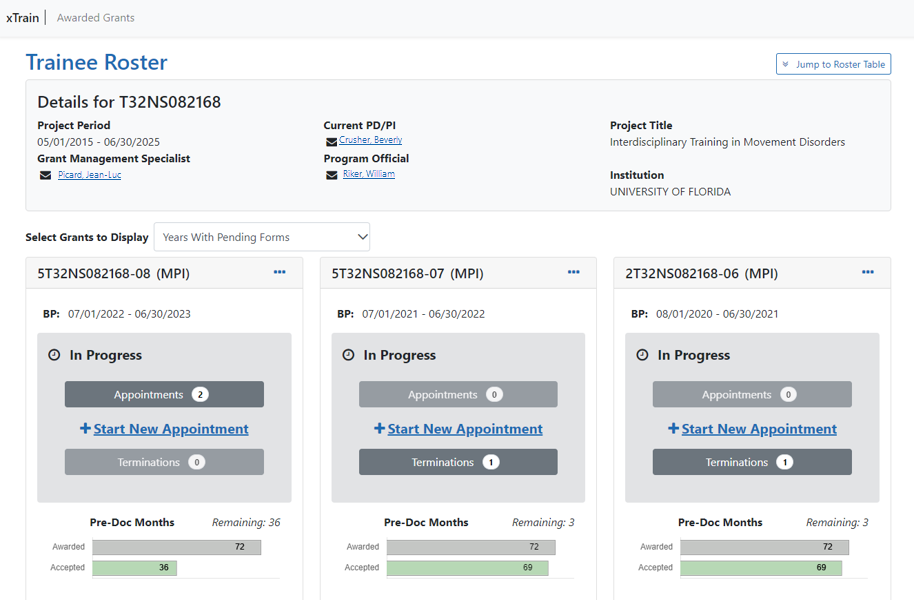 xTrain | Awarded Grants
Trainee Roster
Jump to Roster Table
Details for T32NS082168
Project Period
05/01/2015 - 06/30/2025
Grant Management Specialist
Picard, Jean-Luc
Current PD/PI
Crusher, Beverly
Program Official
Riker, William
Project Title
Interdisciplinary Training in Movement Disorders
Institution
UNIVERSITY OF FLORIDA
Select Grants to Display Years With Pending Forms
5T32NS082168-08 (MPI)
BP: 07/01/2022 - 06/30/2023
In Progress
Appointments 2
+Start New Appointment
Terminations 0
Pre-Doc Months Remaining: 36
Awarded 72
Accepted 36
5T32NS082168-07 (MPI)
BP: 07/01/2021 - 06/30/2022
In Progress
Appointments 0
+Start New Appointment
Terminations 1
Pre-Doc Months Remaining: 3
Awarded 72
Accepted 69
2T32NS082168-06 (MPI)
BP: 08/01/2020 - 06/30/2021
In Progress
Appointments 0
+Start New Appointment
Terminations 1
Pre-Doc Months Remaining: 3
Awarded 72
Accepted 69